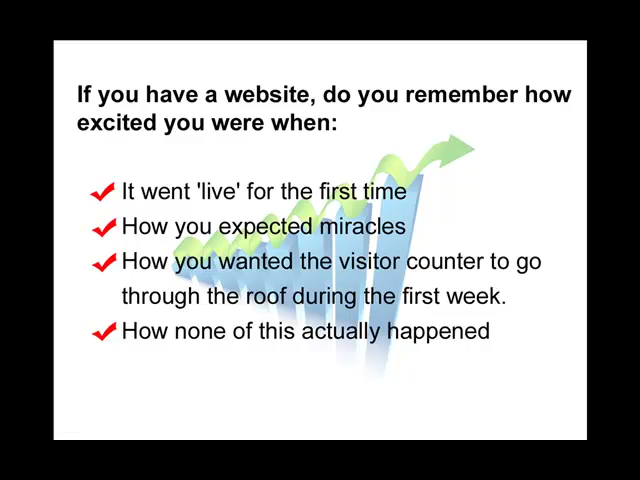 If you have a website, do you remember how
excited you were when:
It went 'live' for the first time
How you expected miracles
How you wanted the visitor counter to go
through the roof during the first week.
How none of this actually happened